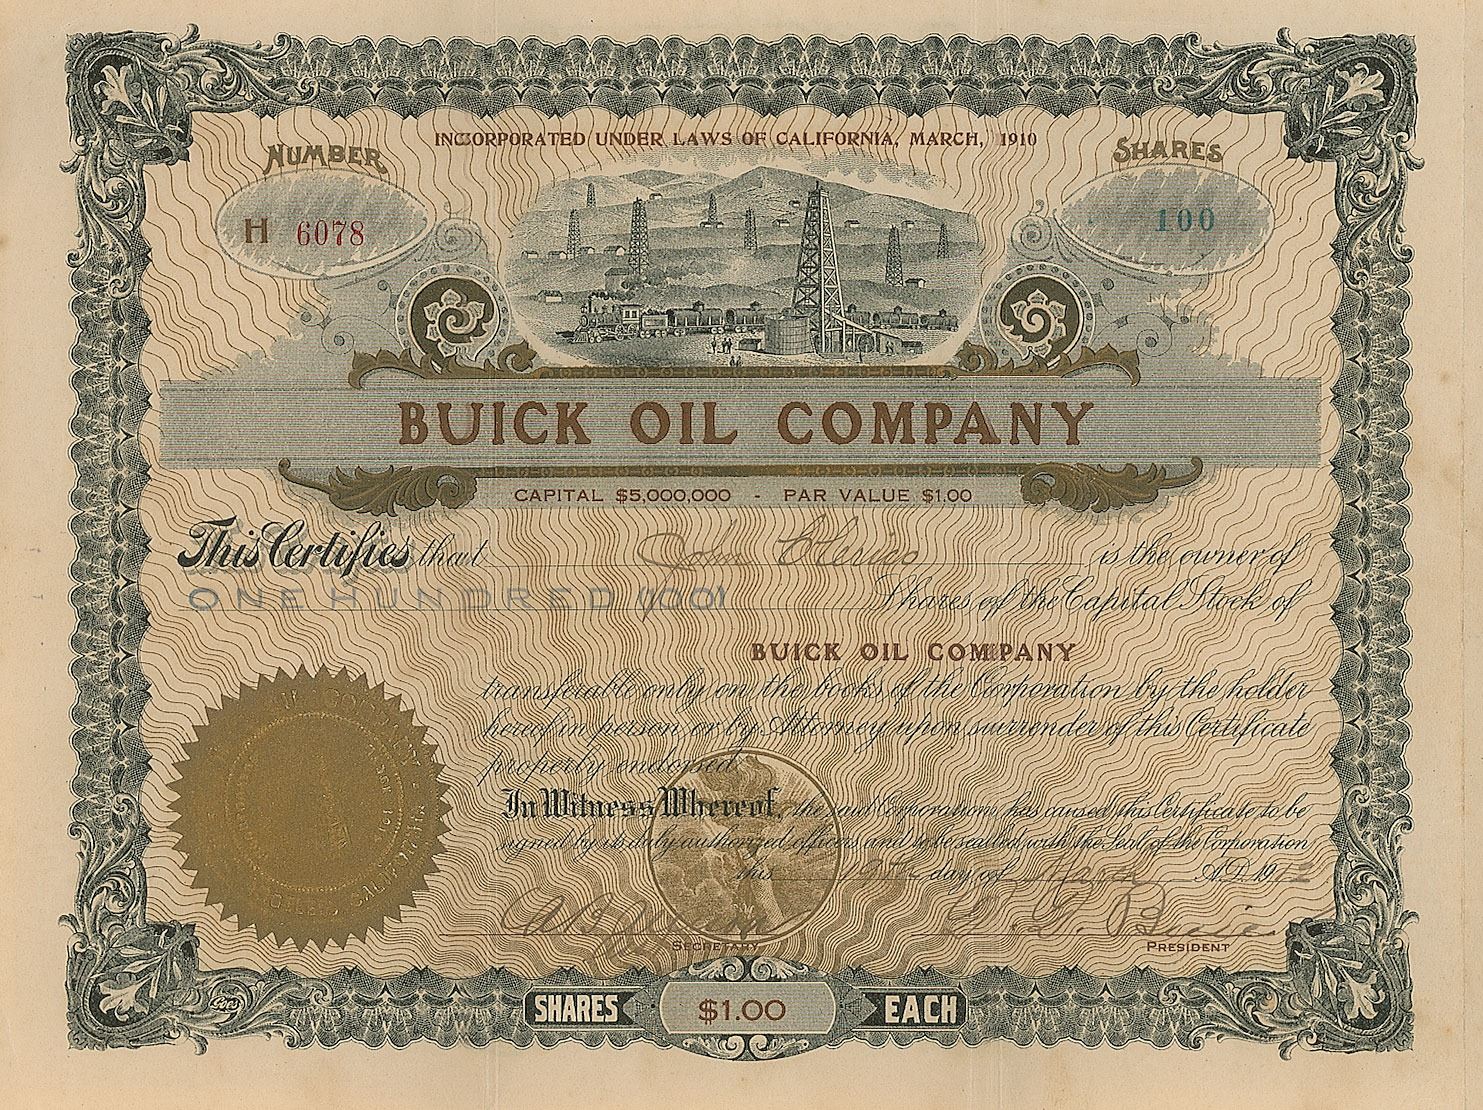 INCORPORATED UNDER LAWS OF CALIFORNIA, MARCH, 1910
NUMBER
SHARES
H 6078
100
BUICK OIL COMPANY
CAPITAL $5,000,000 - PAR VALUE $1.00
This Certifies that John is the owner of
ONE HUNDRED (100) Shares of the Capital Stock of
BUICK OIL COMPANY
transferable only on the books of the Corporation by the holder
hereof in person or by Attorney upon surrender of this Certificate
properly endorsed
In Witness Whereof, the said Corporation has caused this Certificate to be
signed by its duly authorized officers and to be sealed with the Seal of the Corporation
this 19th day of March A.D. 1912
SECRETARY
PRESIDENT
SHARES $1.00 EACH